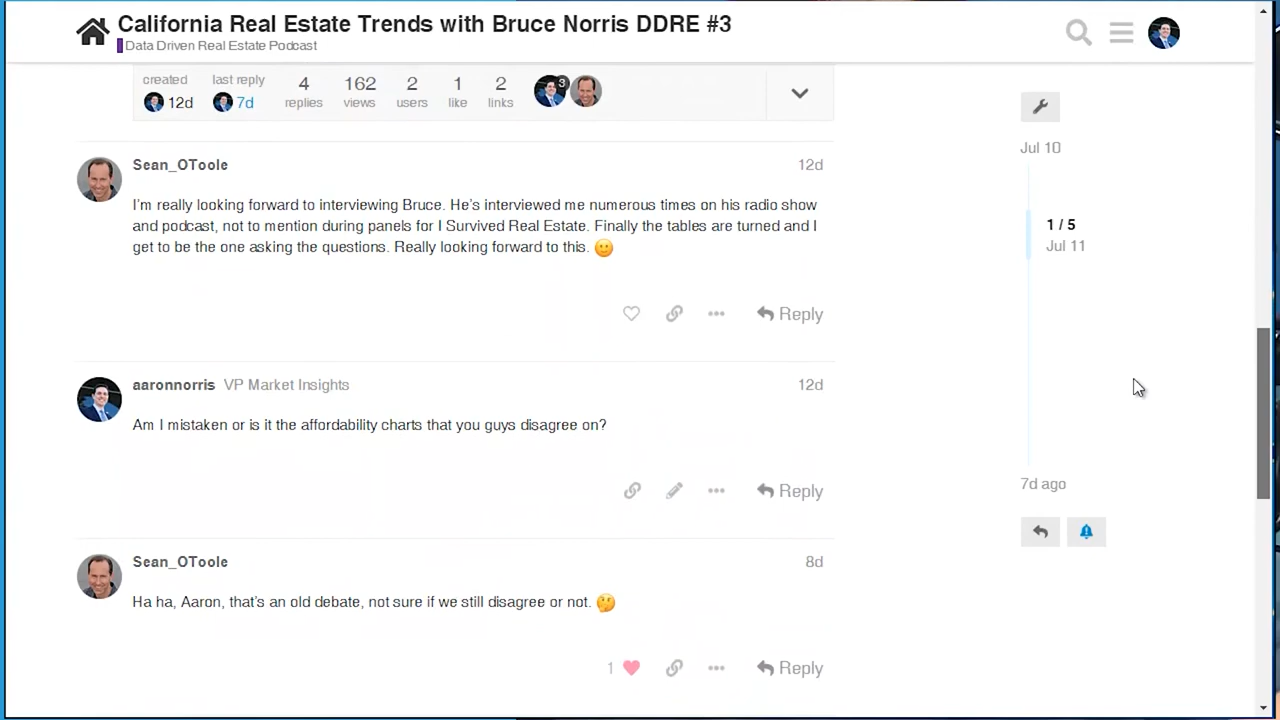 California Real Estate Trends with Bruce Norris DDRE #3
Data Driven Real Estate Podcast
created
12d
last reply
7d
4
replies
162
views
2
users
1
like
2
links
3
Jul 10
Sean_OToole
12d
I'm really looking forward to interviewing Bruce. He's interviewed me numerous times on his radio show
and podcast, not to mention during panels for I Survived Real Estate. Finally the tables are turned and I
get to be the one asking the questions. Really looking forward to this.
1 / 5
Jul 11
Reply
aaronnorris VP Market Insights
12d
Am I mistaken or is it the affordability charts that you guys disagree on?
Reply
7d ago
Sean_OToole
8d
Ha ha, Aaron, that's an old debate, not sure if we still disagree or not.
1
Reply